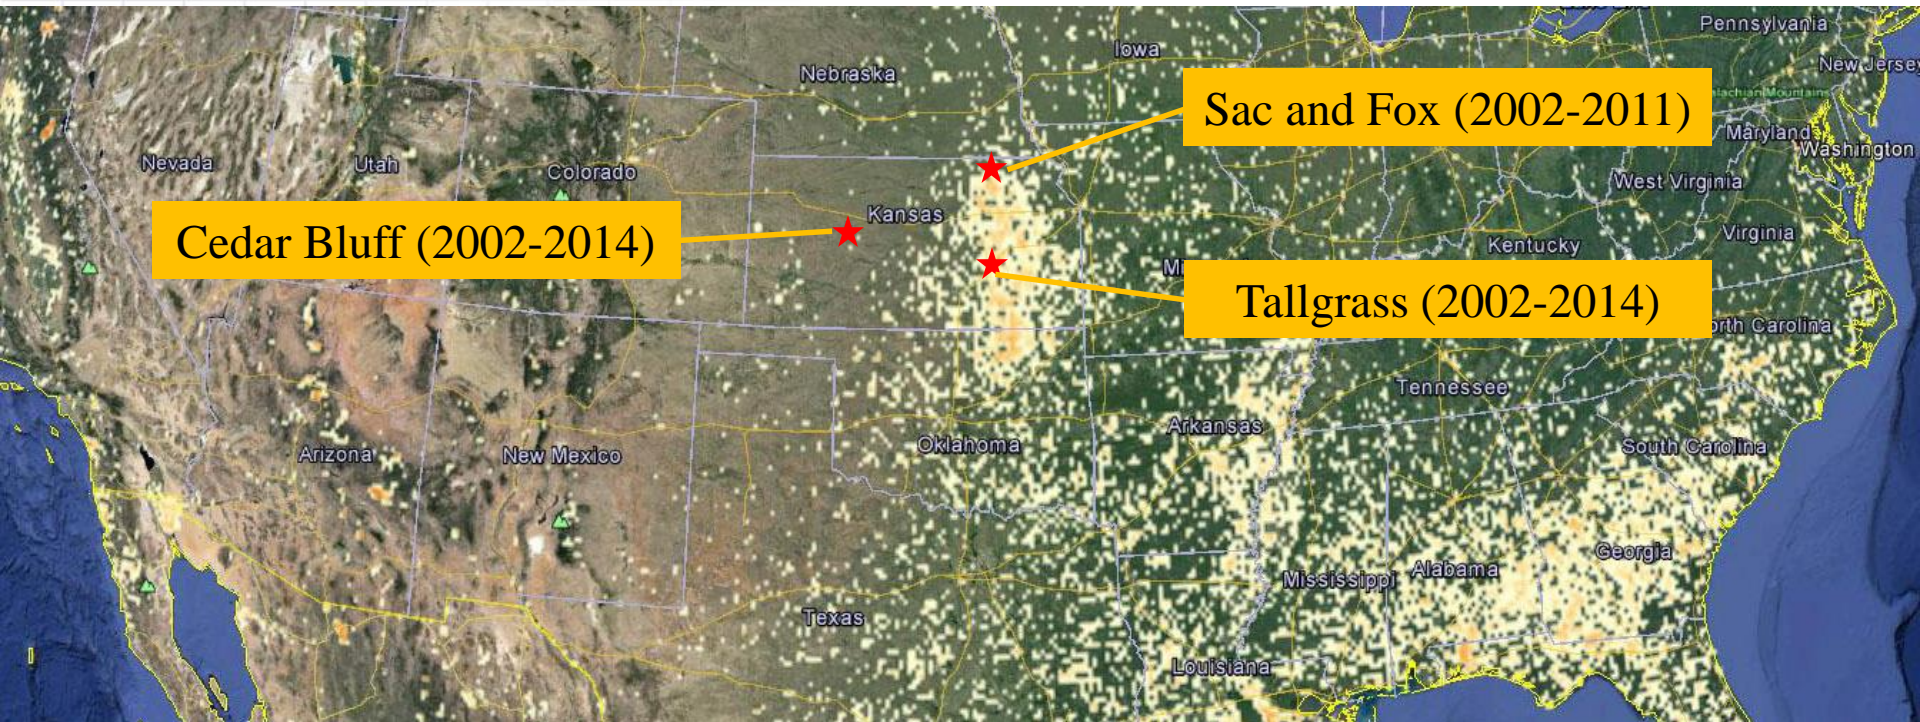 Pennsylvania
Iowa
New Jersey
Nebraska
Sac and Fox (2002-2011)
Maryland
Washington
Nevada
Utah
Colorado
West Virginia
Kansas
Cedar Bluff (2002-2014)
Virginia
Kentucky
Tallgrass (2002-2014)
Carolina
Tennessee
Arkansas
Oklahoma
South Carolina
Arizona
New Mexico
Georgia
Mississippi
Alabama
Texas
Louisiana